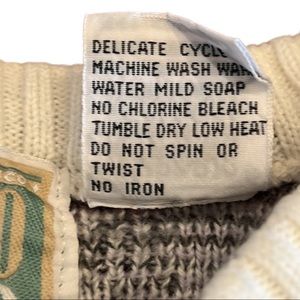 DELICATE CYCLE
MACHINE WASH WARM
WATER MILD SOAP
NO CHLORINE BLEACH
TUMBLE DRY LOW HEAT
DO NOT SPIN OR
TWIST
NO IRON